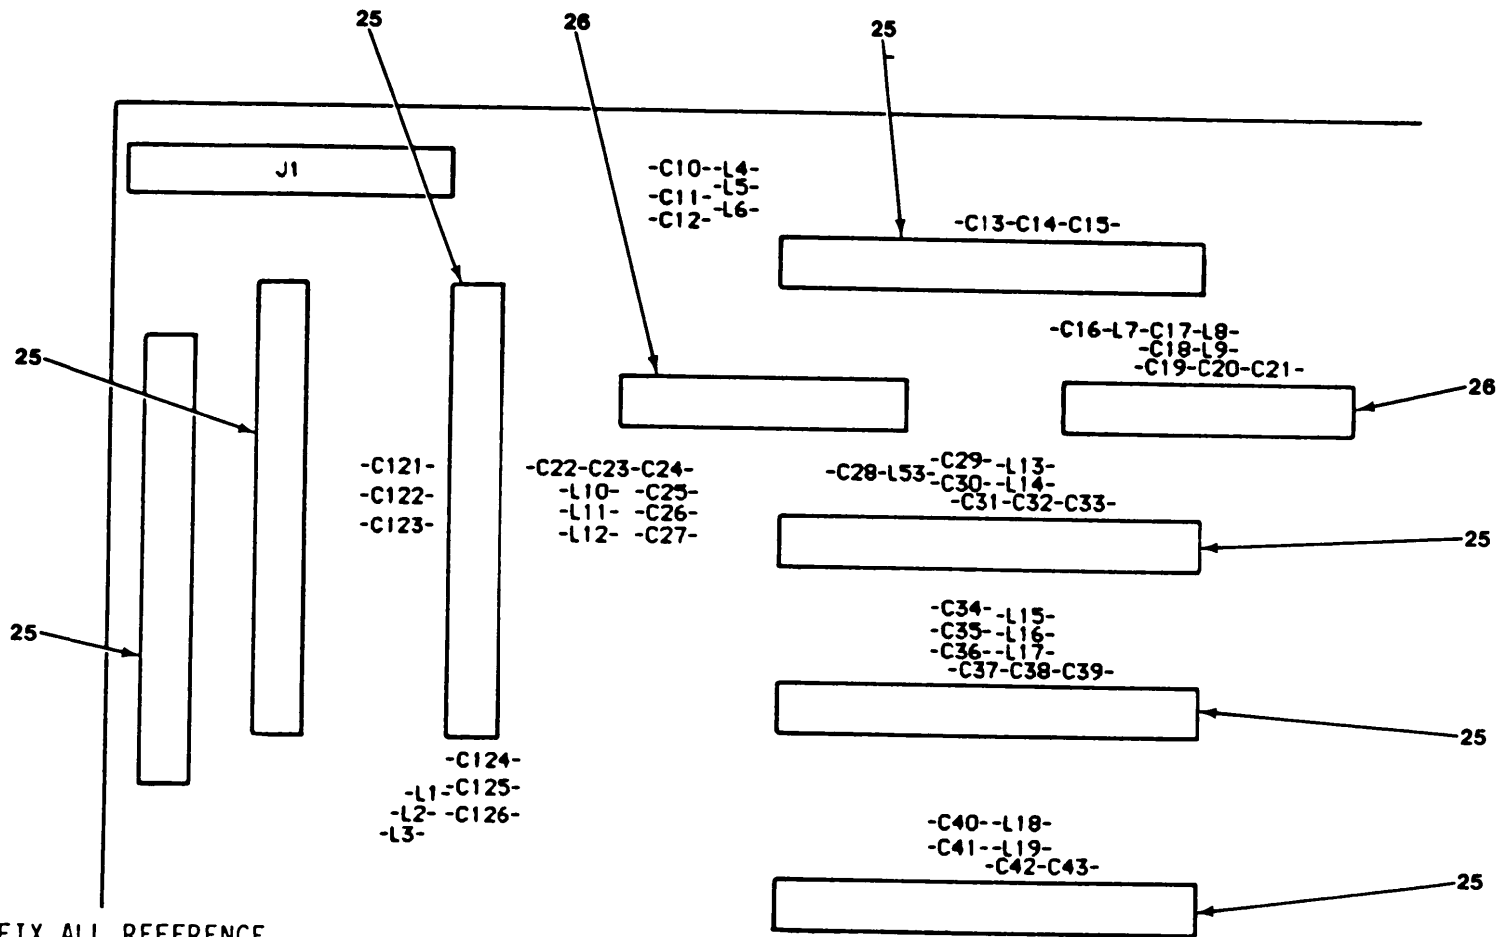 25
26
25
J1
-C10--L4-
-L5-
-C11-
-L6-
-C12-
-C13-C14-C15-
-C16-L7-C17-L8-
-C18-L9-
-C19-C20-C21-
25
26
-C121-
-C122-
-C123-
-C22-C23-C24-
-L10- -C25-
-L11- -C26-
-L12- -C27-
-C28-L53-
-C29- -L13-
-C30--L14-
-C31-C32-C33-
25
25
-C34- -L15-
-C35- -L16-
-C36--L17-
-C37-C38-C39-
25
-C124-
-L1-C125-
-L2- -C126-
-L3-
-C40--L18-
-C41--L19-
-C42-C43-
25
FIX ALL REFERENCE